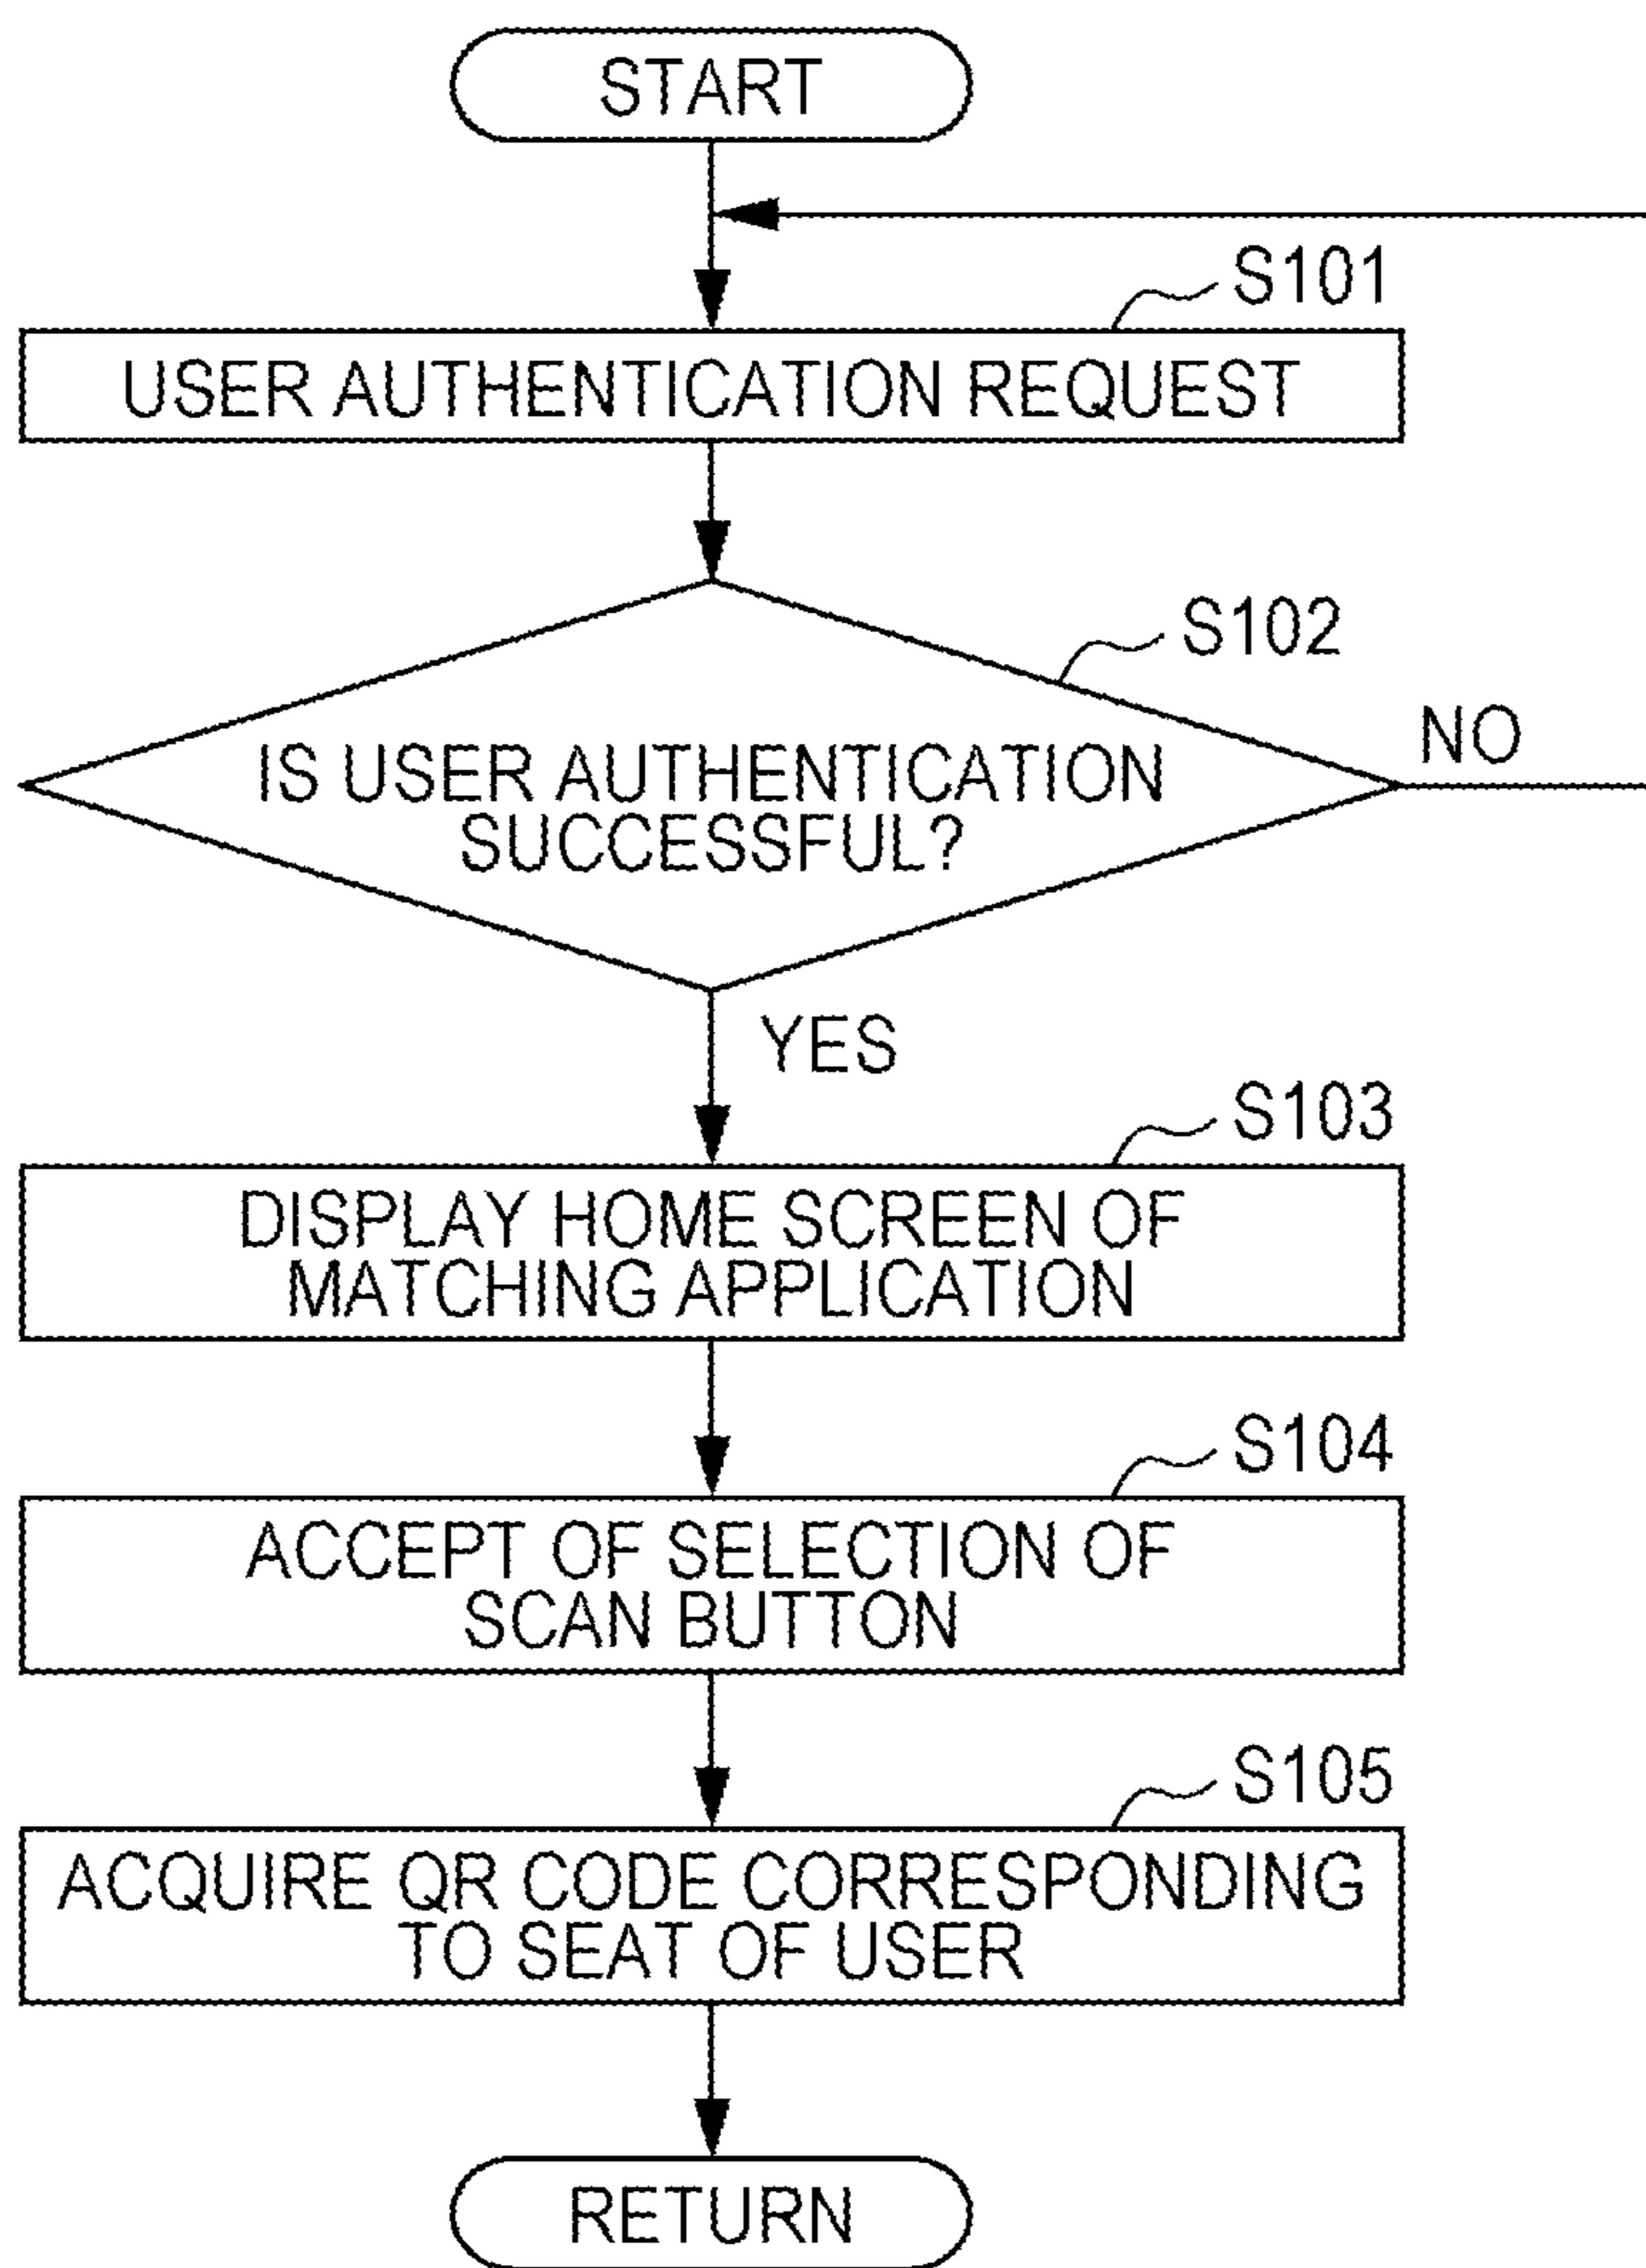 START
S101
USER AUTHENTICATION REQUEST
S102
NO
IS USER AUTHENTICATION
SUCCESSFUL?
YES
S103
DISPLAY HOME SCREEN OF
MATCHING APPLICATION
S104
ACCEPT OF SELECTION OF
SCAN BUTTON
S105
ACQUIRE QR CODE CORRESPONDING
TO SEAT OF USER
RETURN